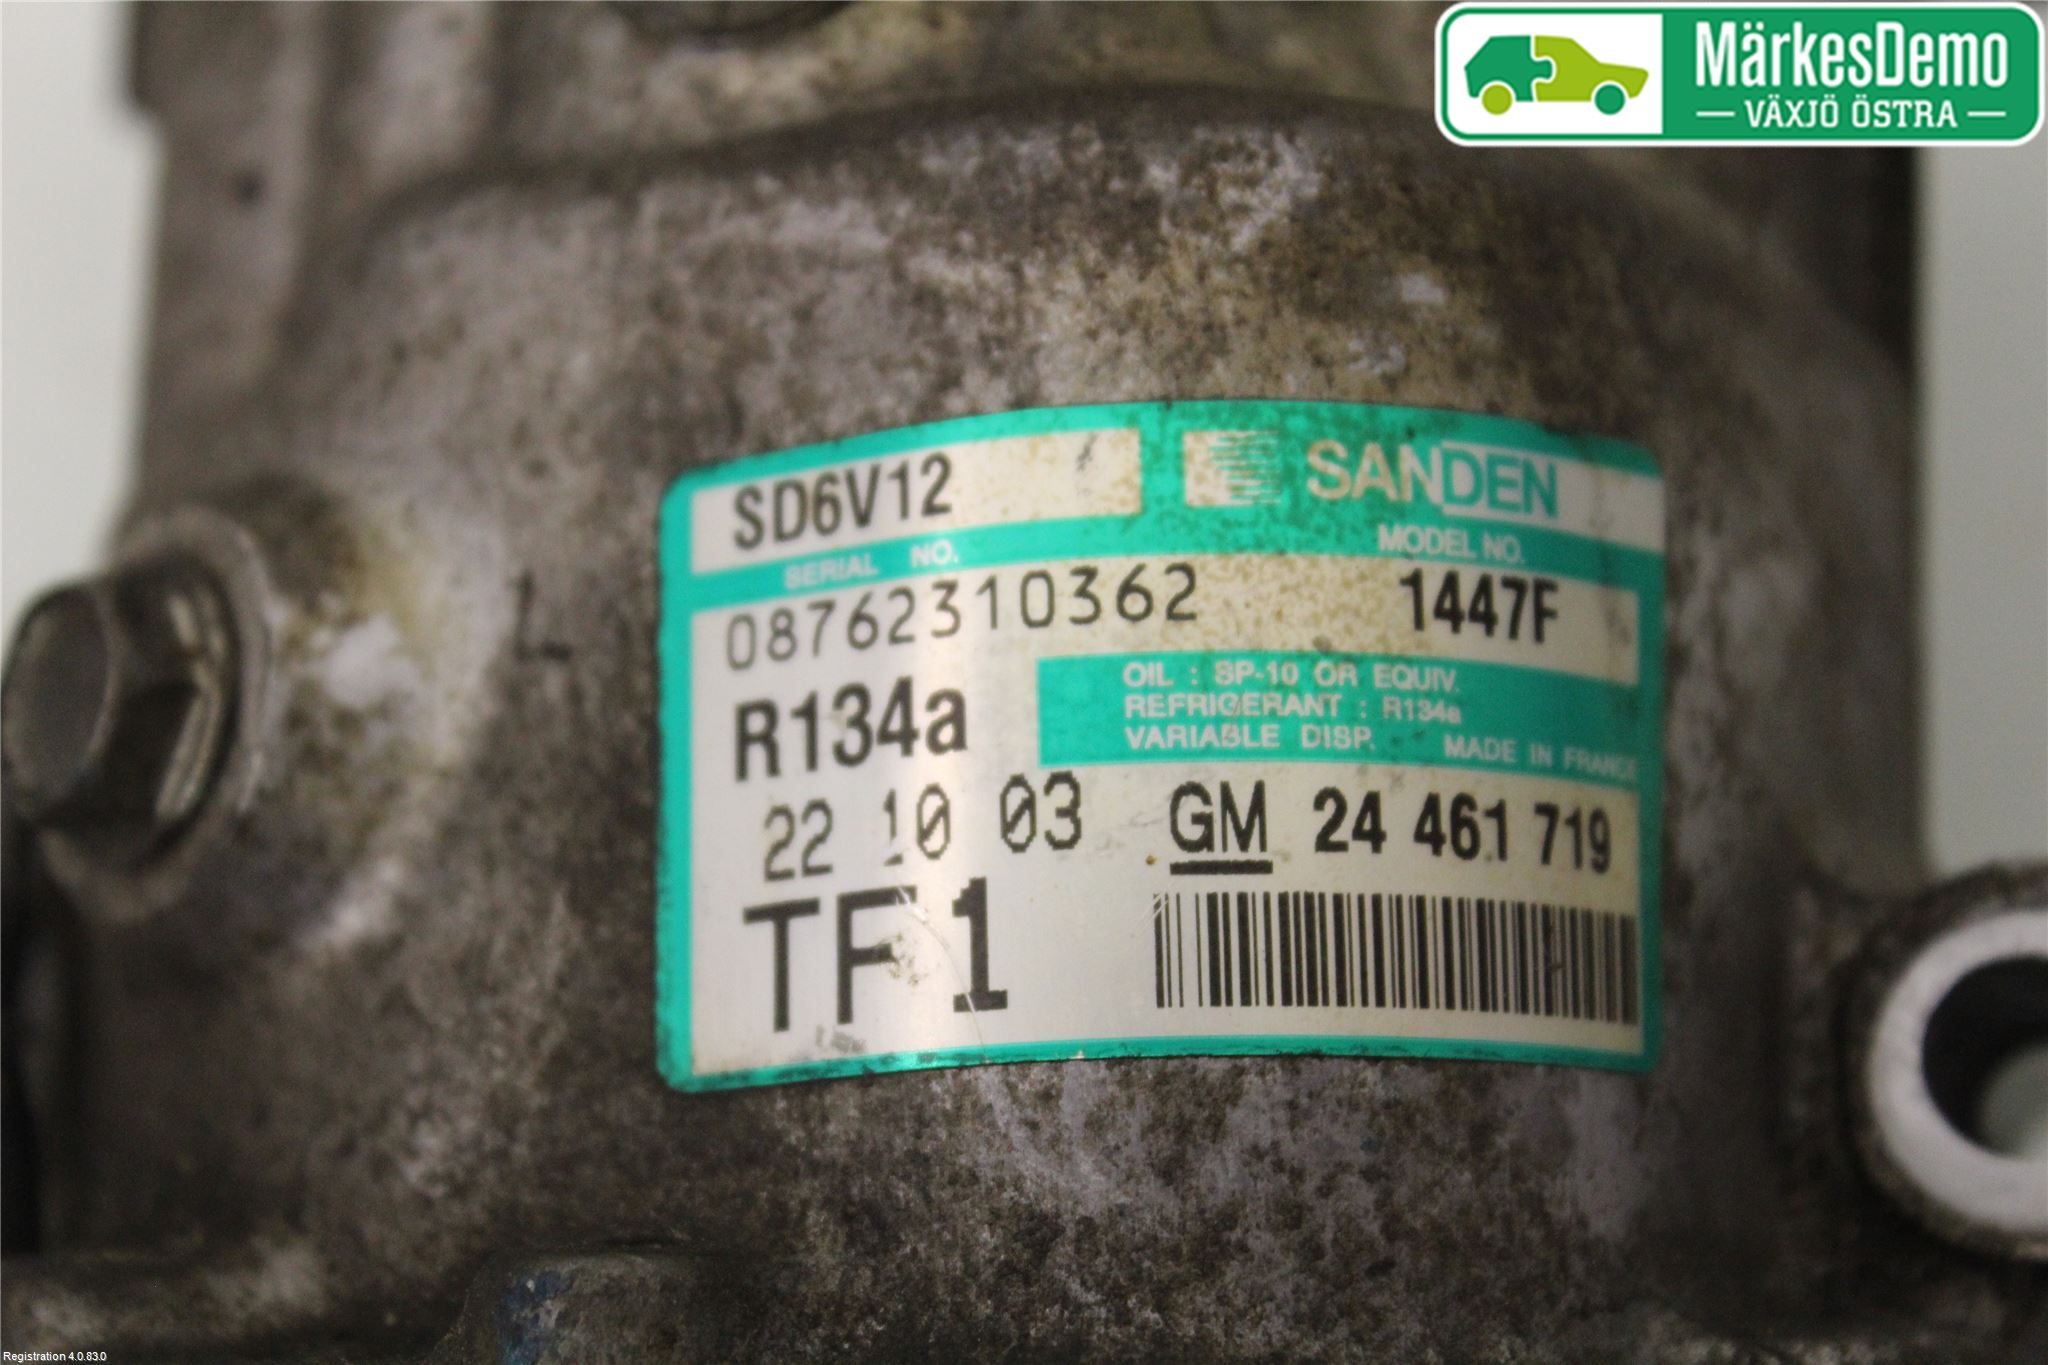 MärkesDemo
VÄXJÖ ÖSTRA
SD6V12
SANDEN
SERIAL NO.
MODEL NO.
08762310362
1447F
R134a
OIL : SP-10 OR EQUIV.
REFRIGERANT : R134a
VARIABLE DISP. MADE IN FRANCE
22 10 03
GM 24 461 719
TF1
Registration 4.0.83.0